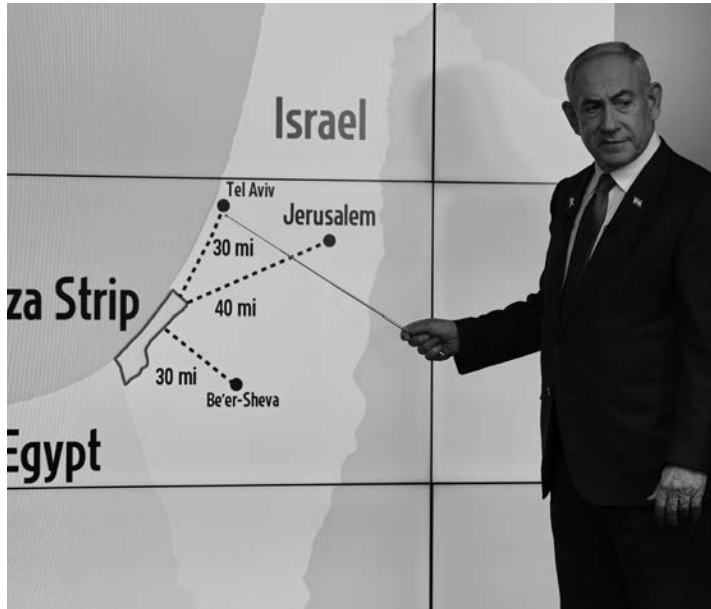 Israel
Tel Aviv
Jerusalem
30 mi
za Strip
40 mi
30 mi
Be'er-Sheva
Egypt